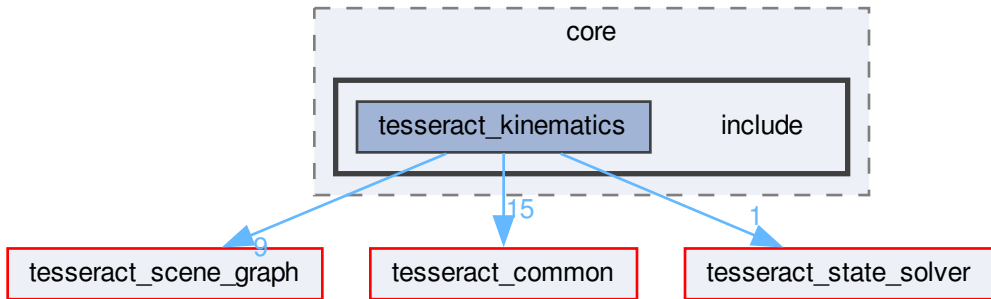 core
tesseract_kinematics
include
9
15
1
tesseract_scene_graph
tesseract_common
tesseract_state_solver